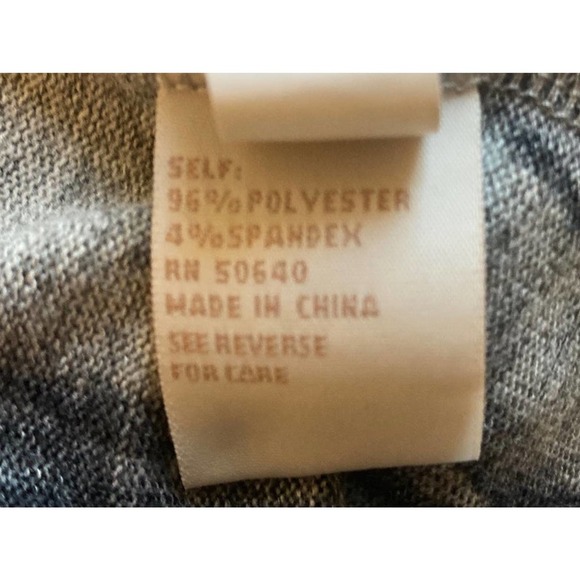 SELF:
96% POLYESTER
4% SPANDEX
RN 50640
MADE IN CHINA
SEE REVERSE
FOR CARE